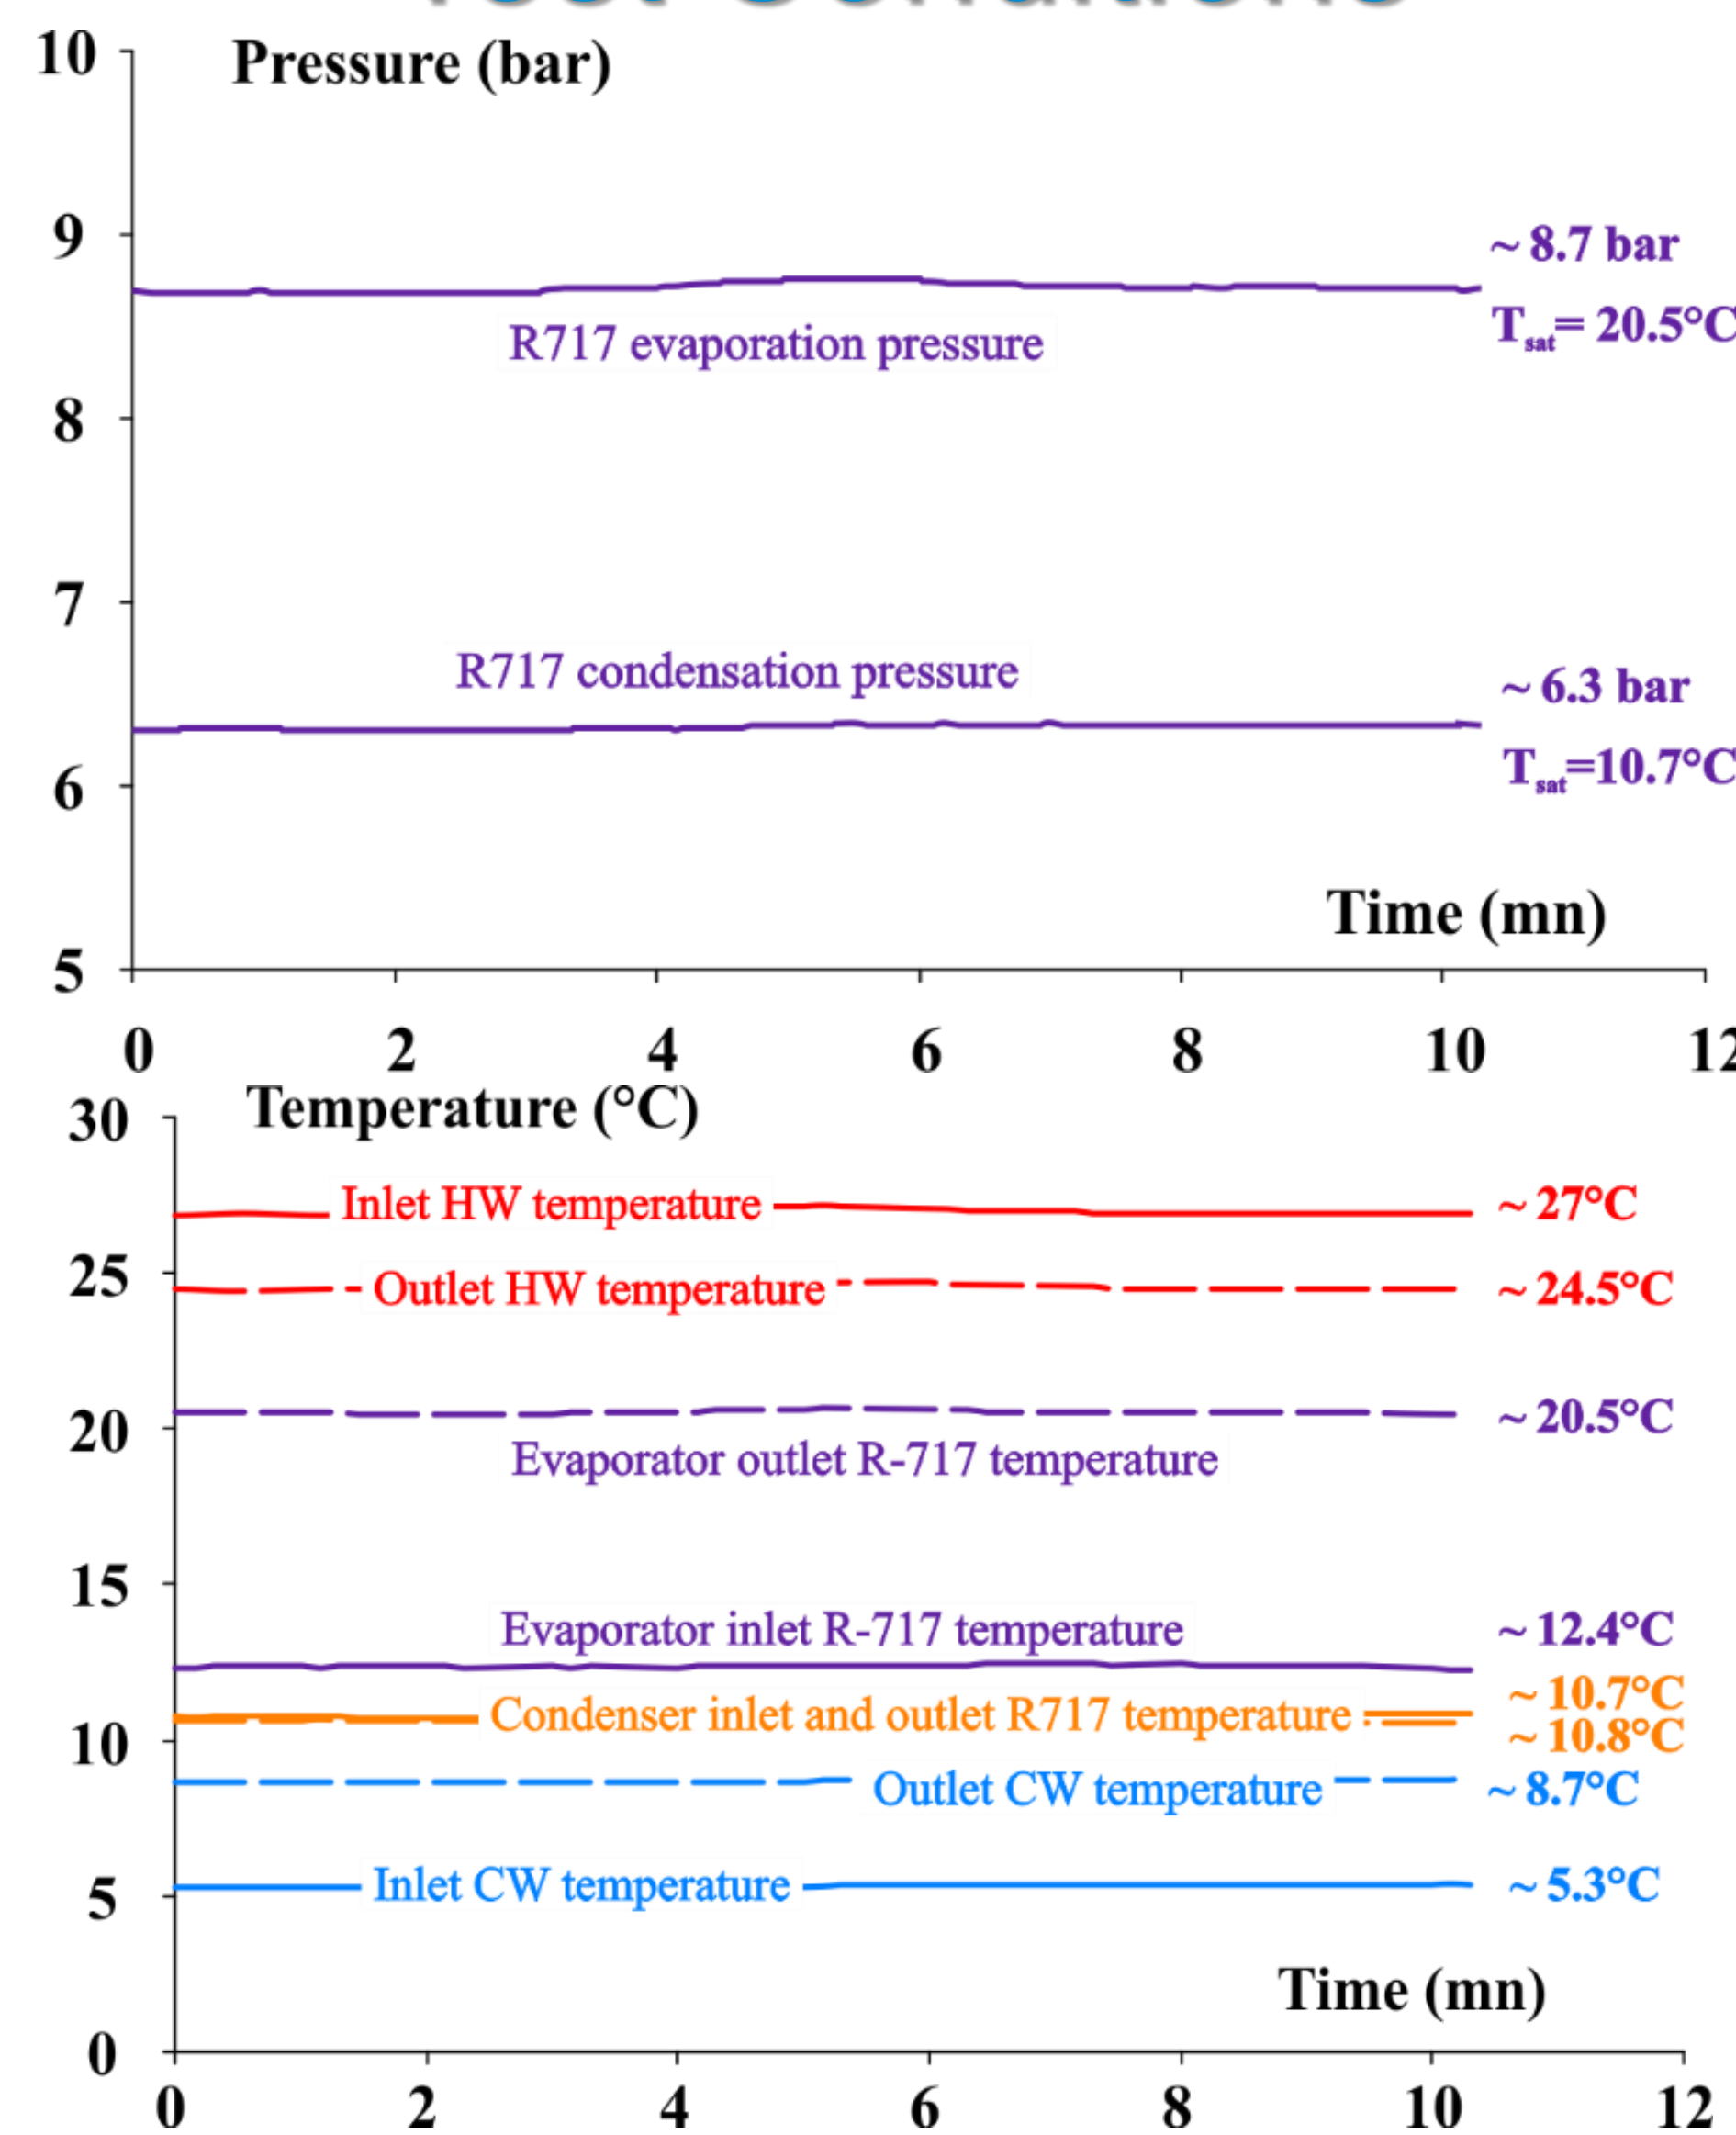 10 Pressure (bar)
9
~ 8.7 bar
R717 evaporation pressure
Tsat= 20.5°C
8
7
R717 condensation pressure
~ 6.3 bar
Tsat=10.7°C
6
Time (mn)
5
0 2 4 6 8 10 12
Temperature (°C)
30
Inlet HW temperature ~ 27°C
25
Outlet HW temperature ~ 24.5°C
20
~ 20.5°C
Evaporator outlet R-717 temperature
15
Evaporator inlet R-717 temperature ~ 12.4°C
~ 10.7°C
Condenser inlet and outlet R717 temperature
~ 10.8°C
10
Outlet CW temperature ~ 8.7°C
5
Inlet CW temperature ~ 5.3°C
Time (mn)
0
0 2 4 6 8 10 12